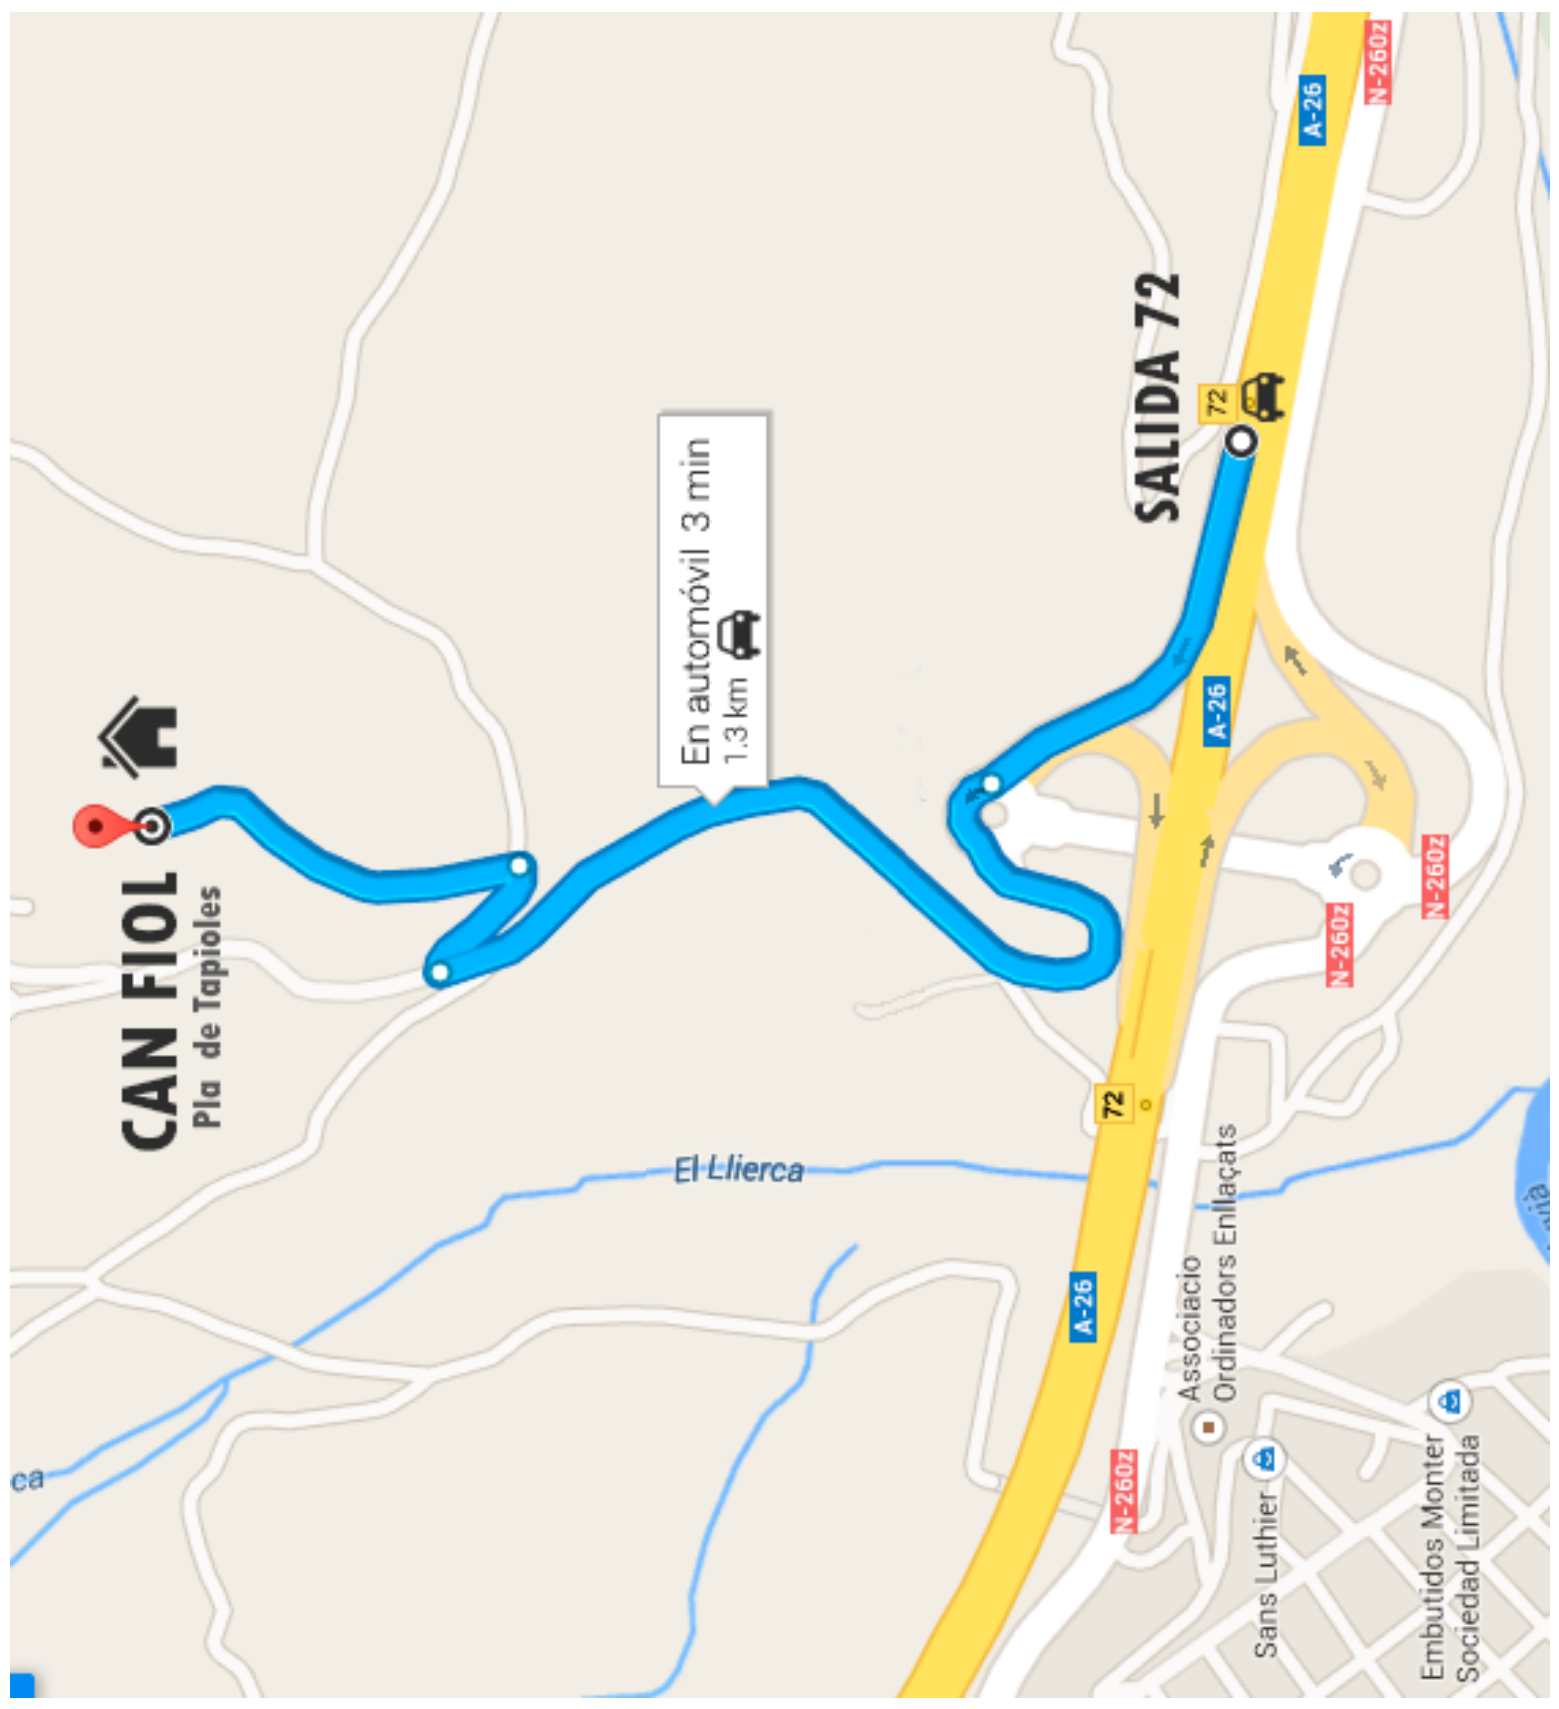 CAN FIOL
Pla de Tapioles
ca
En automóvil 3 min
1.3 km
El Llierca
SALIDA 72
72
A-26
N-260z
A-26
72
N-260z
N-260z
A-26
N-260z
Associacio
Ordinadors Enllaçats
Sans Luthier
Embutidos Monter
Sociedad Limitada